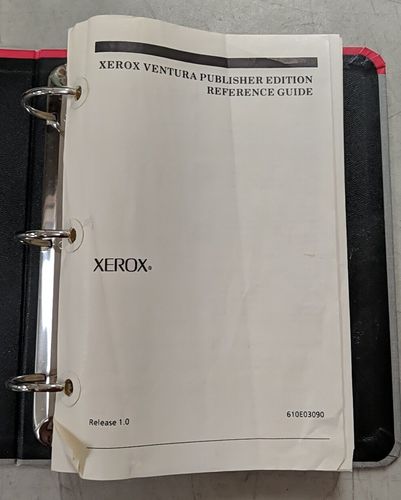 XEROX VENTURA PUBLISHER EDITION
REFERENCE GUIDE
XEROX®
Release 1.0
610E03090